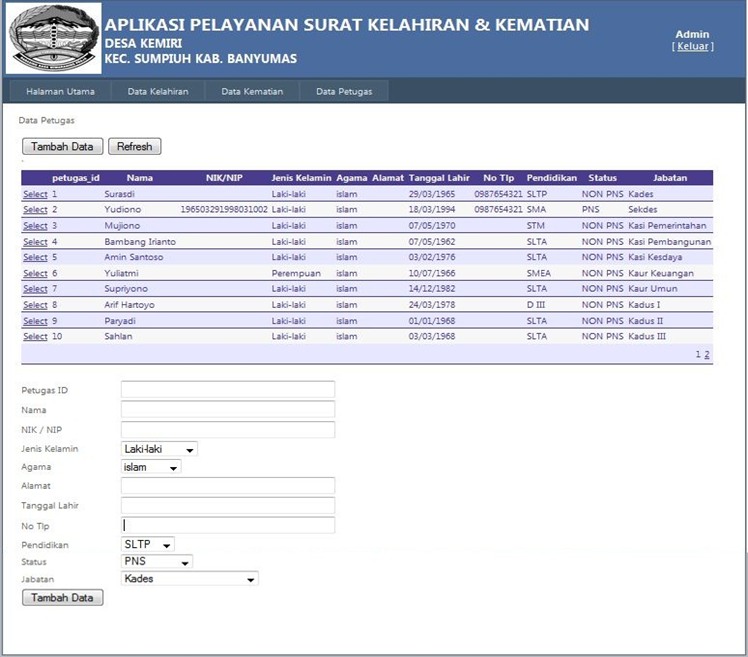 APLIKASI PELAYANAN SURAT KELAHIRAN & KEMATIAN
DESA KEMIRI
KEC. SUMPIUH KAB. BANYUMAS
Admin
[ Keluar ]
Halaman Utama Data Kelahiran Data Kematian Data Petugas
Data Petugas
Tambah Data Refresh
petugas_id Nama NIK/NIP Jenis Kelamin Agama Alamat Tanggal Lahir No Tlp Pendidikan Status Jabatan
Select 1 Surasdi Laki-laki islam 29/03/1965 0987654321 SLTP NON PNS Kades
Select 2 Yudiono 196503291998031002 Laki-laki islam 18/03/1994 0987654321 SMA PNS Sekdes
Select 3 Mujiono Laki-laki islam 07/05/1970 STM NON PNS Kasi Pemerintahan
Select 4 Bambang Irianto Laki-laki islam 07/05/1962 SLTA NON PNS Kasi Pembangunan
Select 5 Amin Santoso Laki-laki islam 03/02/1976 SLTA NON PNS Kasi Kesdaya
Select 6 Yuliatmi Perempuan islam 10/07/1966 SMEA NON PNS Kaur Keuangan
Select 7 Supriyono Laki-laki islam 14/12/1982 SLTA NON PNS Kaur Umun
Select 8 Arif Hartoyo Laki-laki islam 24/03/1978 D III NON PNS Kadus I
Select 9 Paryadi Laki-laki islam 01/01/1968 SLTA NON PNS Kadus II
Select 10 Sahlan Laki-laki islam 03/03/1968 SLTA NON PNS Kadus III
1 2
Petugas ID
Nama
NIK / NIP
Jenis Kelamin Laki-laki
Agama islam
Alamat
Tanggal Lahir
No Tlp
Pendidikan SLTP
Status PNS
Jabatan Kades
Tambah Data